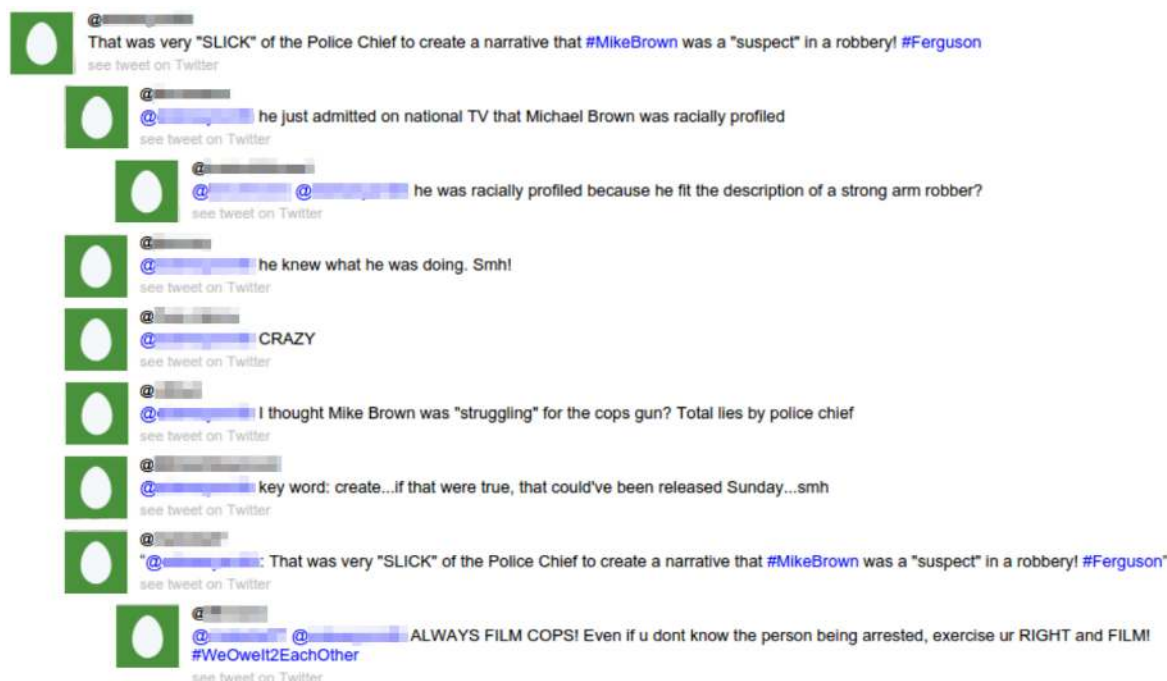 @
That was very "SLICK" of the Police Chief to create a narrative that #MikeBrown was a "suspect" in a robbery! #Ferguson
see tweet on Twitter
@
@ he just admitted on national TV that Michael Brown was racially profiled
see tweet on Twitter
@
@ @ he was racially profiled because he fit the description of a strong arm robber?
see tweet on Twitter
@
@ he knew what he was doing. Smh!
see tweet on Twitter
@
@ CRAZY
see tweet on Twitter
@
@ I thought Mike Brown was "struggling" for the cops gun? Total lies by police chief
see tweet on Twitter
@
@ key word: create...if that were true, that could've been released Sunday...smh
see tweet on Twitter
@
"@: That was very "SLICK" of the Police Chief to create a narrative that #MikeBrown was a "suspect" in a robbery! #Ferguson"
see tweet on Twitter
@
@ @ ALWAYS FILM COPS! Even if u dont know the person being arrested, exercise ur RIGHT and FILM!
#WeOweIt2EachOther
see tweet on Twitter